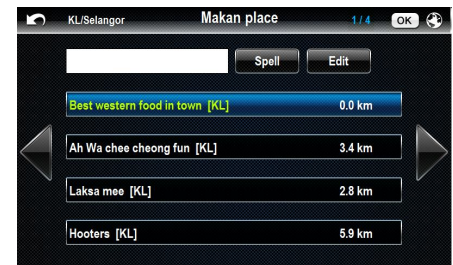 KL/Selangor Makan place 1/4 OK
Spell Edit
Best western food in town [KL] 0.0 km
Ah Wa chee cheong fun [KL] 3.4 km
Laksa mee [KL] 2.8 km
Hooters [KL] 5.9 km